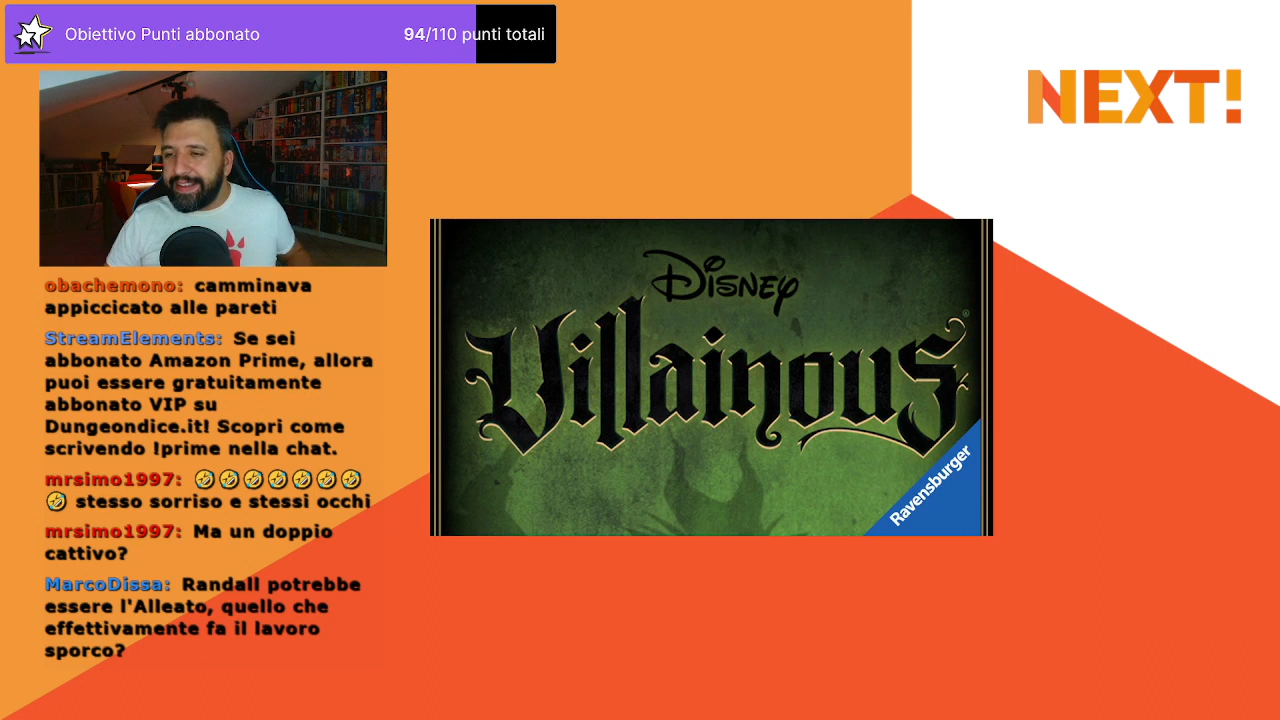 Obiettivo Punti abbonato 94/110 punti totali
NEXT!
obachemono: camminava
appiccicato alle pareti
StreamElements: Se sei
abbonato Amazon Prime, allora
puoi essere gratuitamente
abbonato VIP su
Dungeondice.it! Scopri come
scrivendo !prime nella chat.
mrsimo1997: 🤣🤣🤣🤣🤣🤣🤣
🤣 stesso sorriso e stessi occhi
mrsimo1997: Ma un doppio
cattivo?
MarcoDissa: Randall potrebbe
essere l'Alleato, quello che
effettivamente fa il lavoro
sporco?
Disney
Villainous®
Ravensburger